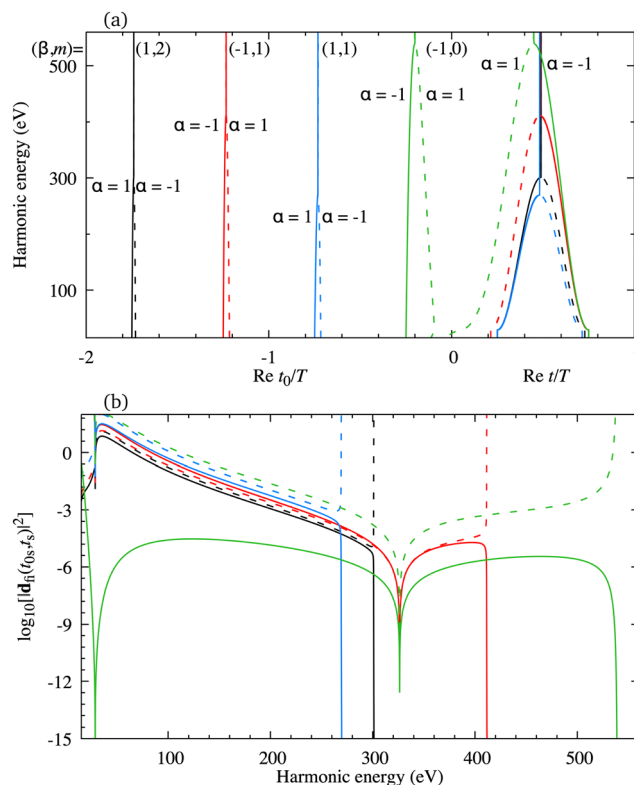 (a)
(β,m)= (1,2) (-1,1) (1,1) (-1,0)
α = 1 α = -1
α = -1 α = 1
α = -1 α = 1
α = 1 α = -1
α = 1 α = -1
Harmonic energy (eV)
500
300
100
-2 -1 0
Re t₀/T Re t/T
(b)
log₁₀[|d_fi(t₀ₛ,tₛ)|²]
0
-3
-6
-9
-12
-15
100 200 300 400 500
Harmonic energy (eV)